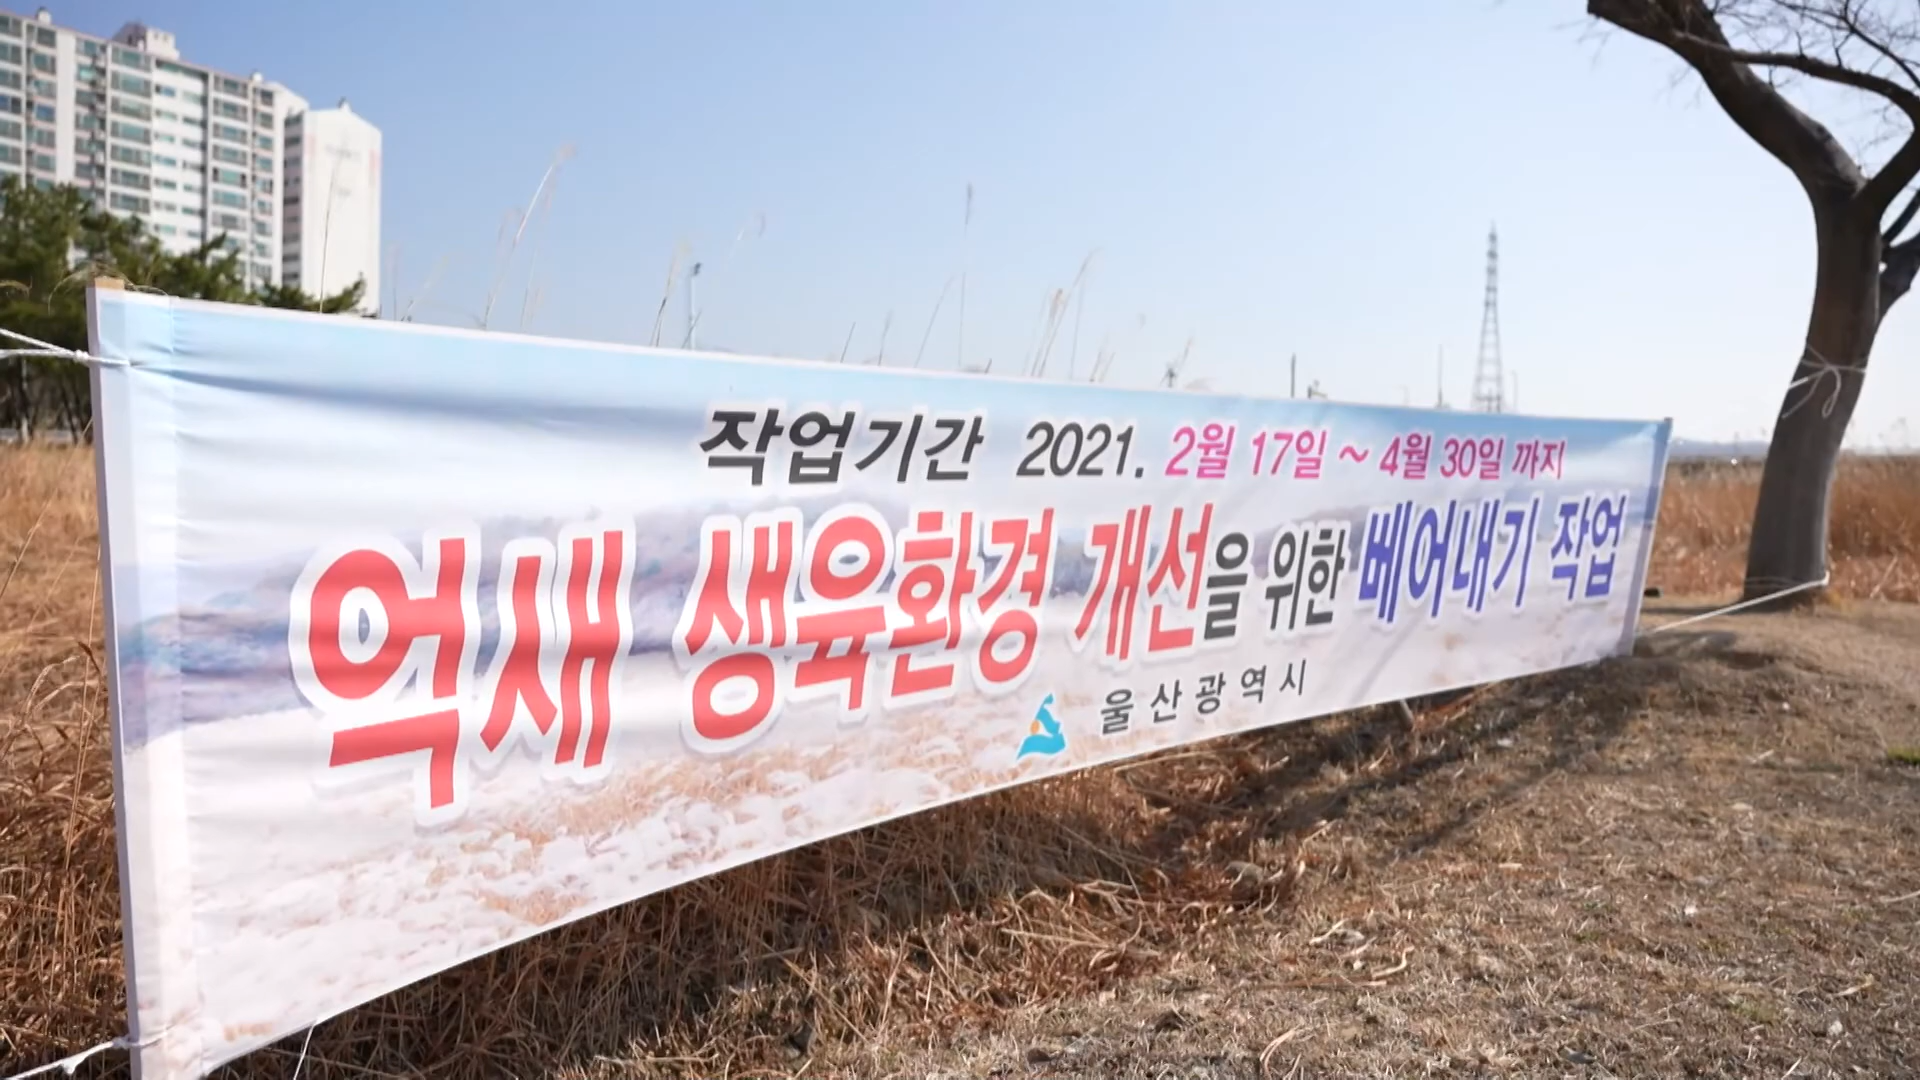 작업기간 2021. 2월 17일 ~ 4월 30일 까지
억새 생육환경 개선을 위한 베어내기 작업
울산광역시